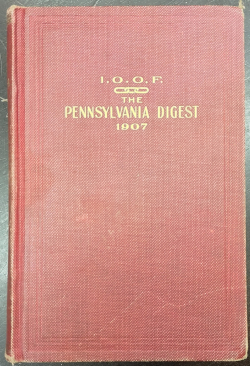 I.O.O.F.
THE
PENNSYLVANIA DIGEST
1907